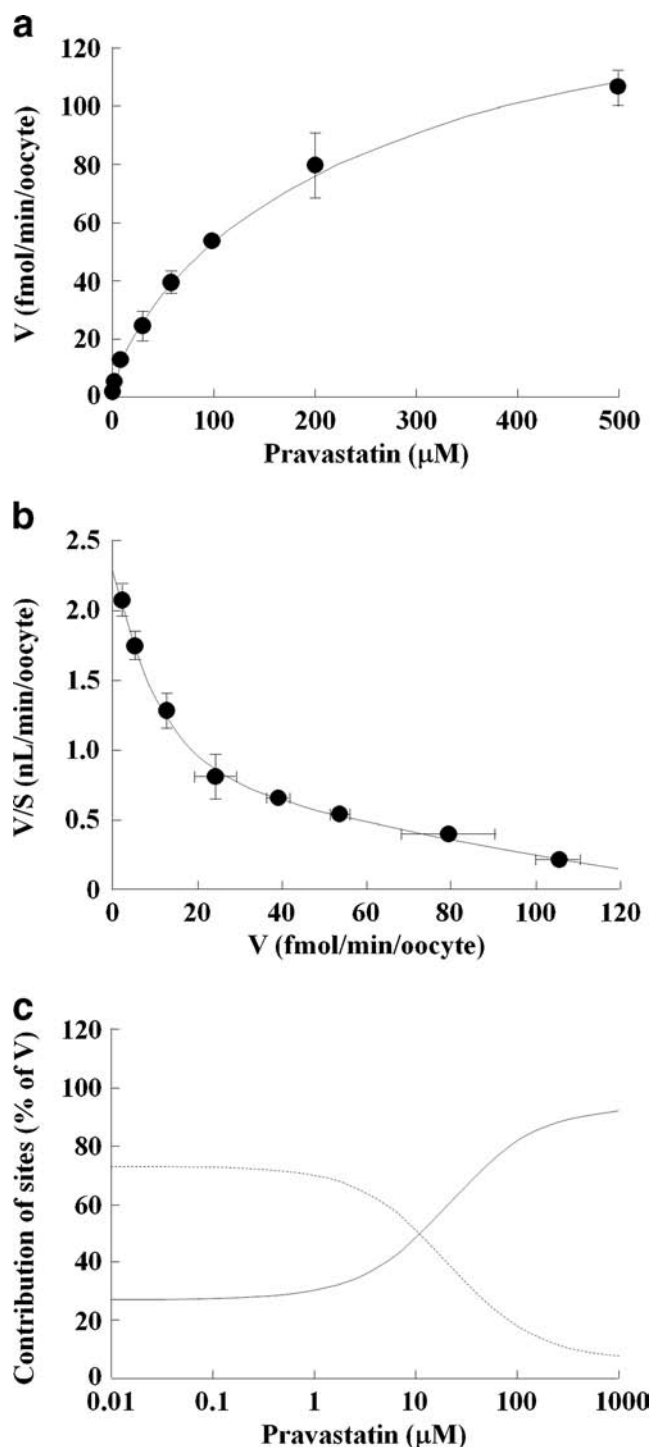 a
V (fmol/min/oocyte)
120
100
80
60
40
20
0
0 100 200 300 400 500
Pravastatin (μM)
b
V/S (nL/min/oocyte)
2.5
2.0
1.5
1.0
0.5
0
0 20 40 60 80 100 120
V (fmol/min/oocyte)
c
Contribution of sites (% of V)
120
100
80
60
40
20
0
0.01 0.1 1 10 100 1000
Pravastatin (μM)